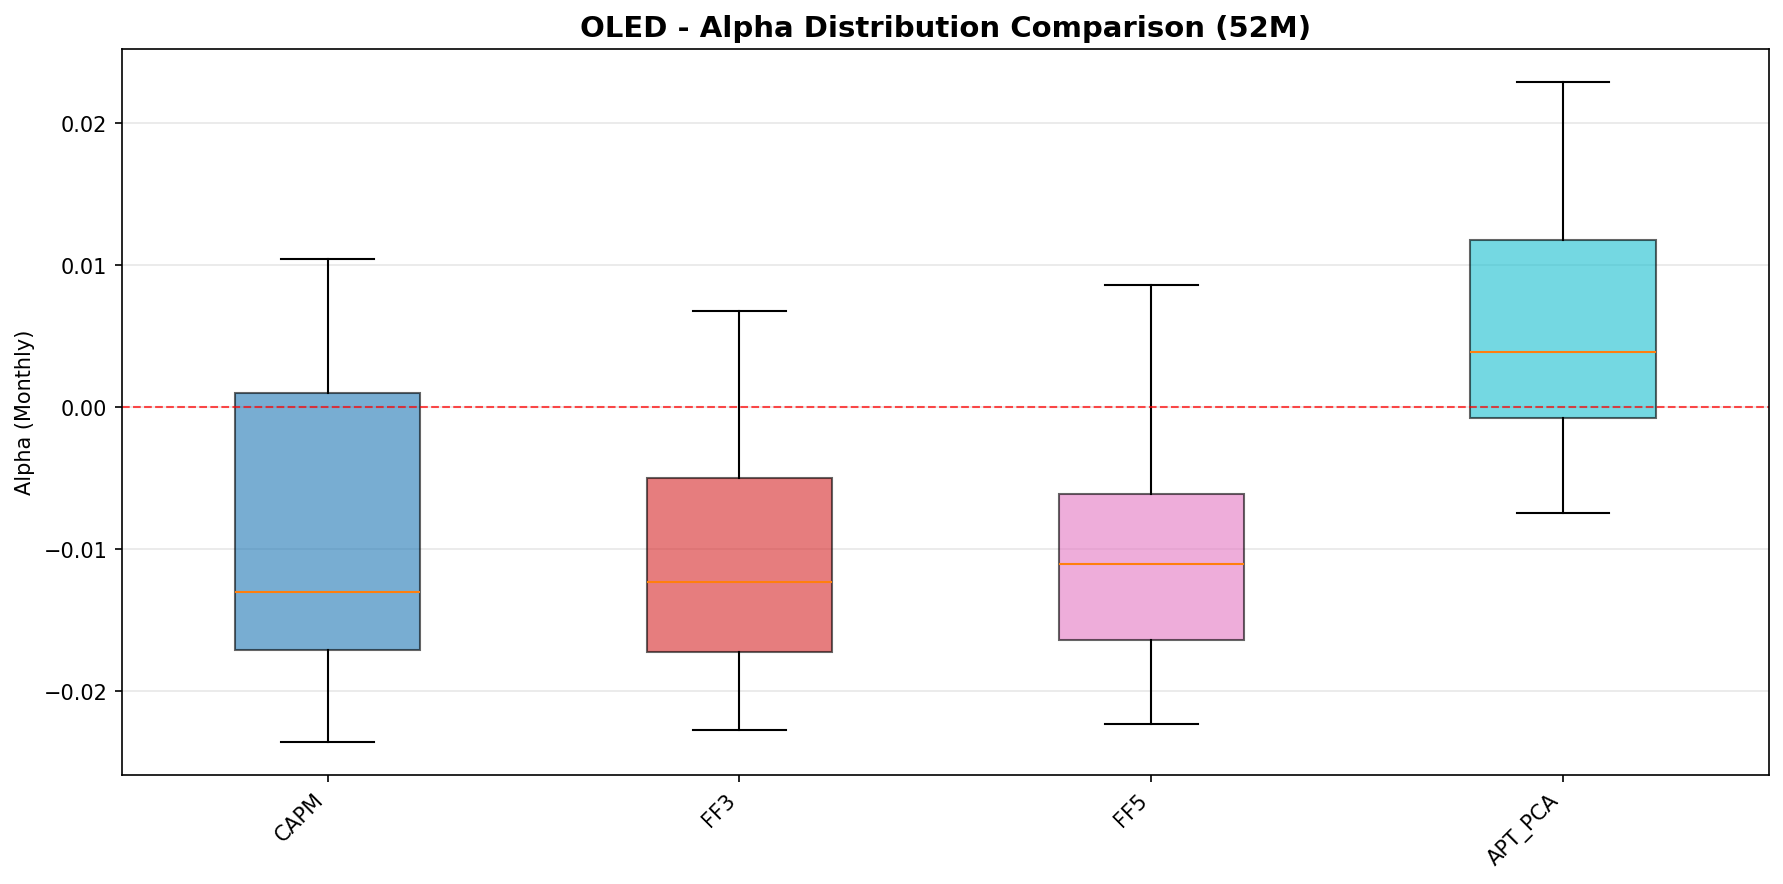 OLED - Alpha Distribution Comparison (52M)
Alpha (Monthly)
0.02
0.01
0.00
−0.01
−0.02
CAPM
FF3
FF5
APT_PCA